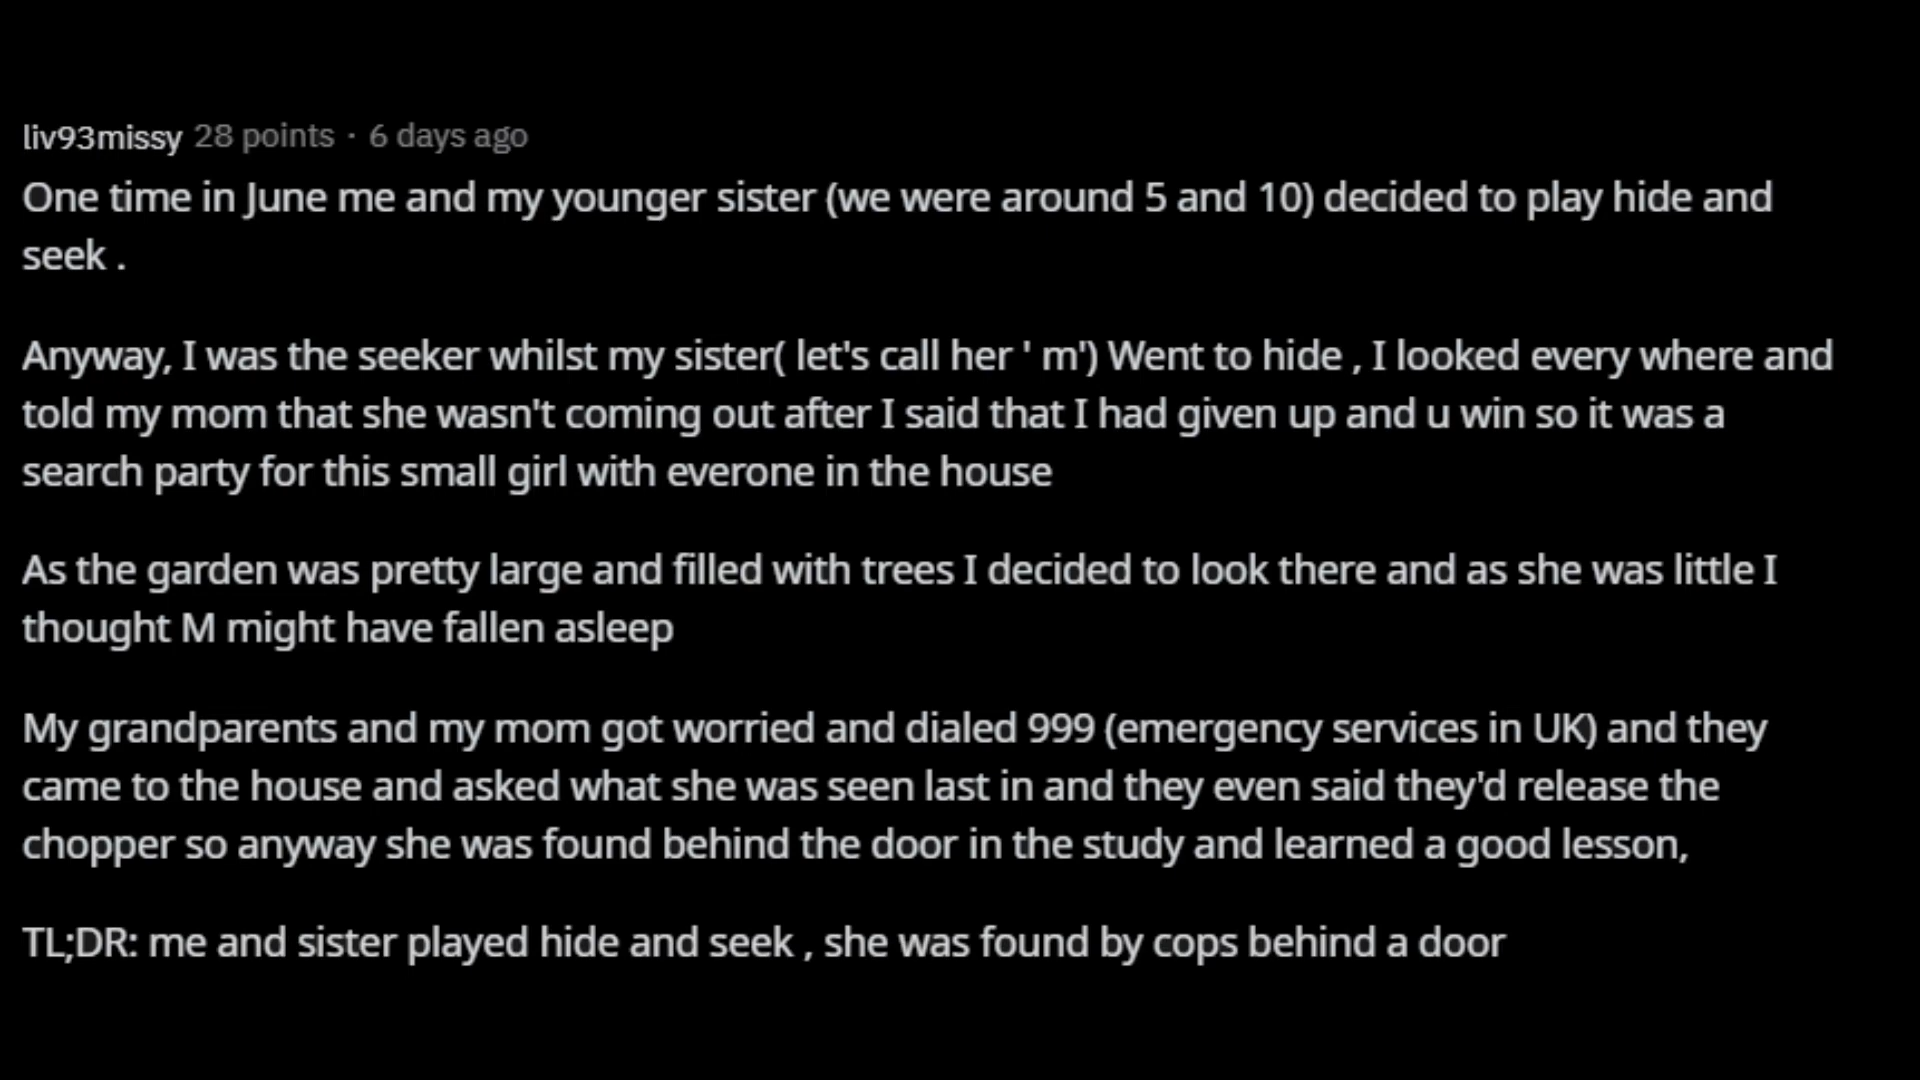 liv93missy 28 points · 6 days ago
One time in June me and my younger sister (we were around 5 and 10) decided to play hide and
seek .
Anyway, I was the seeker whilst my sister( let's call her ' m') Went to hide , I looked every where and
told my mom that she wasn't coming out after I said that I had given up and u win so it was a
search party for this small girl with everone in the house
As the garden was pretty large and filled with trees I decided to look there and as she was little I
thought M might have fallen asleep
My grandparents and my mom got worried and dialed 999 (emergency services in UK) and they
came to the house and asked what she was seen last in and they even said they'd release the
chopper so anyway she was found behind the door in the study and learned a good lesson,
TL;DR: me and sister played hide and seek , she was found by cops behind a door